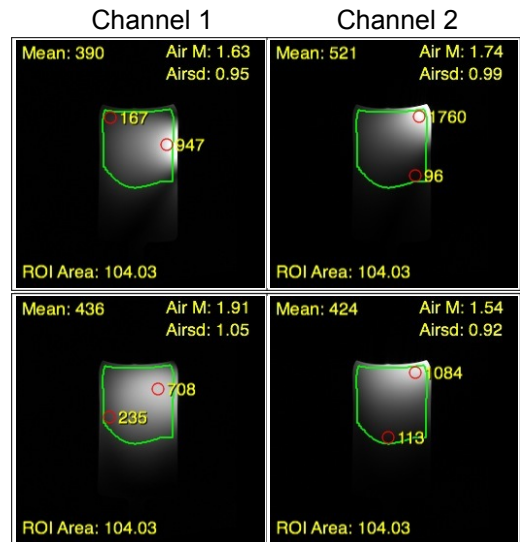 Channel 1 Channel 2
Mean: 390 Air M: 1.63
Airsd: 0.95
167
947
ROI Area: 104.03
Mean: 521 Air M: 1.74
Airsd: 0.99
1760
96
ROI Area: 104.03
Mean: 436 Air M: 1.91
Airsd: 1.05
708
235
ROI Area: 104.03
Mean: 424 Air M: 1.54
Airsd: 0.92
1084
113
ROI Area: 104.03